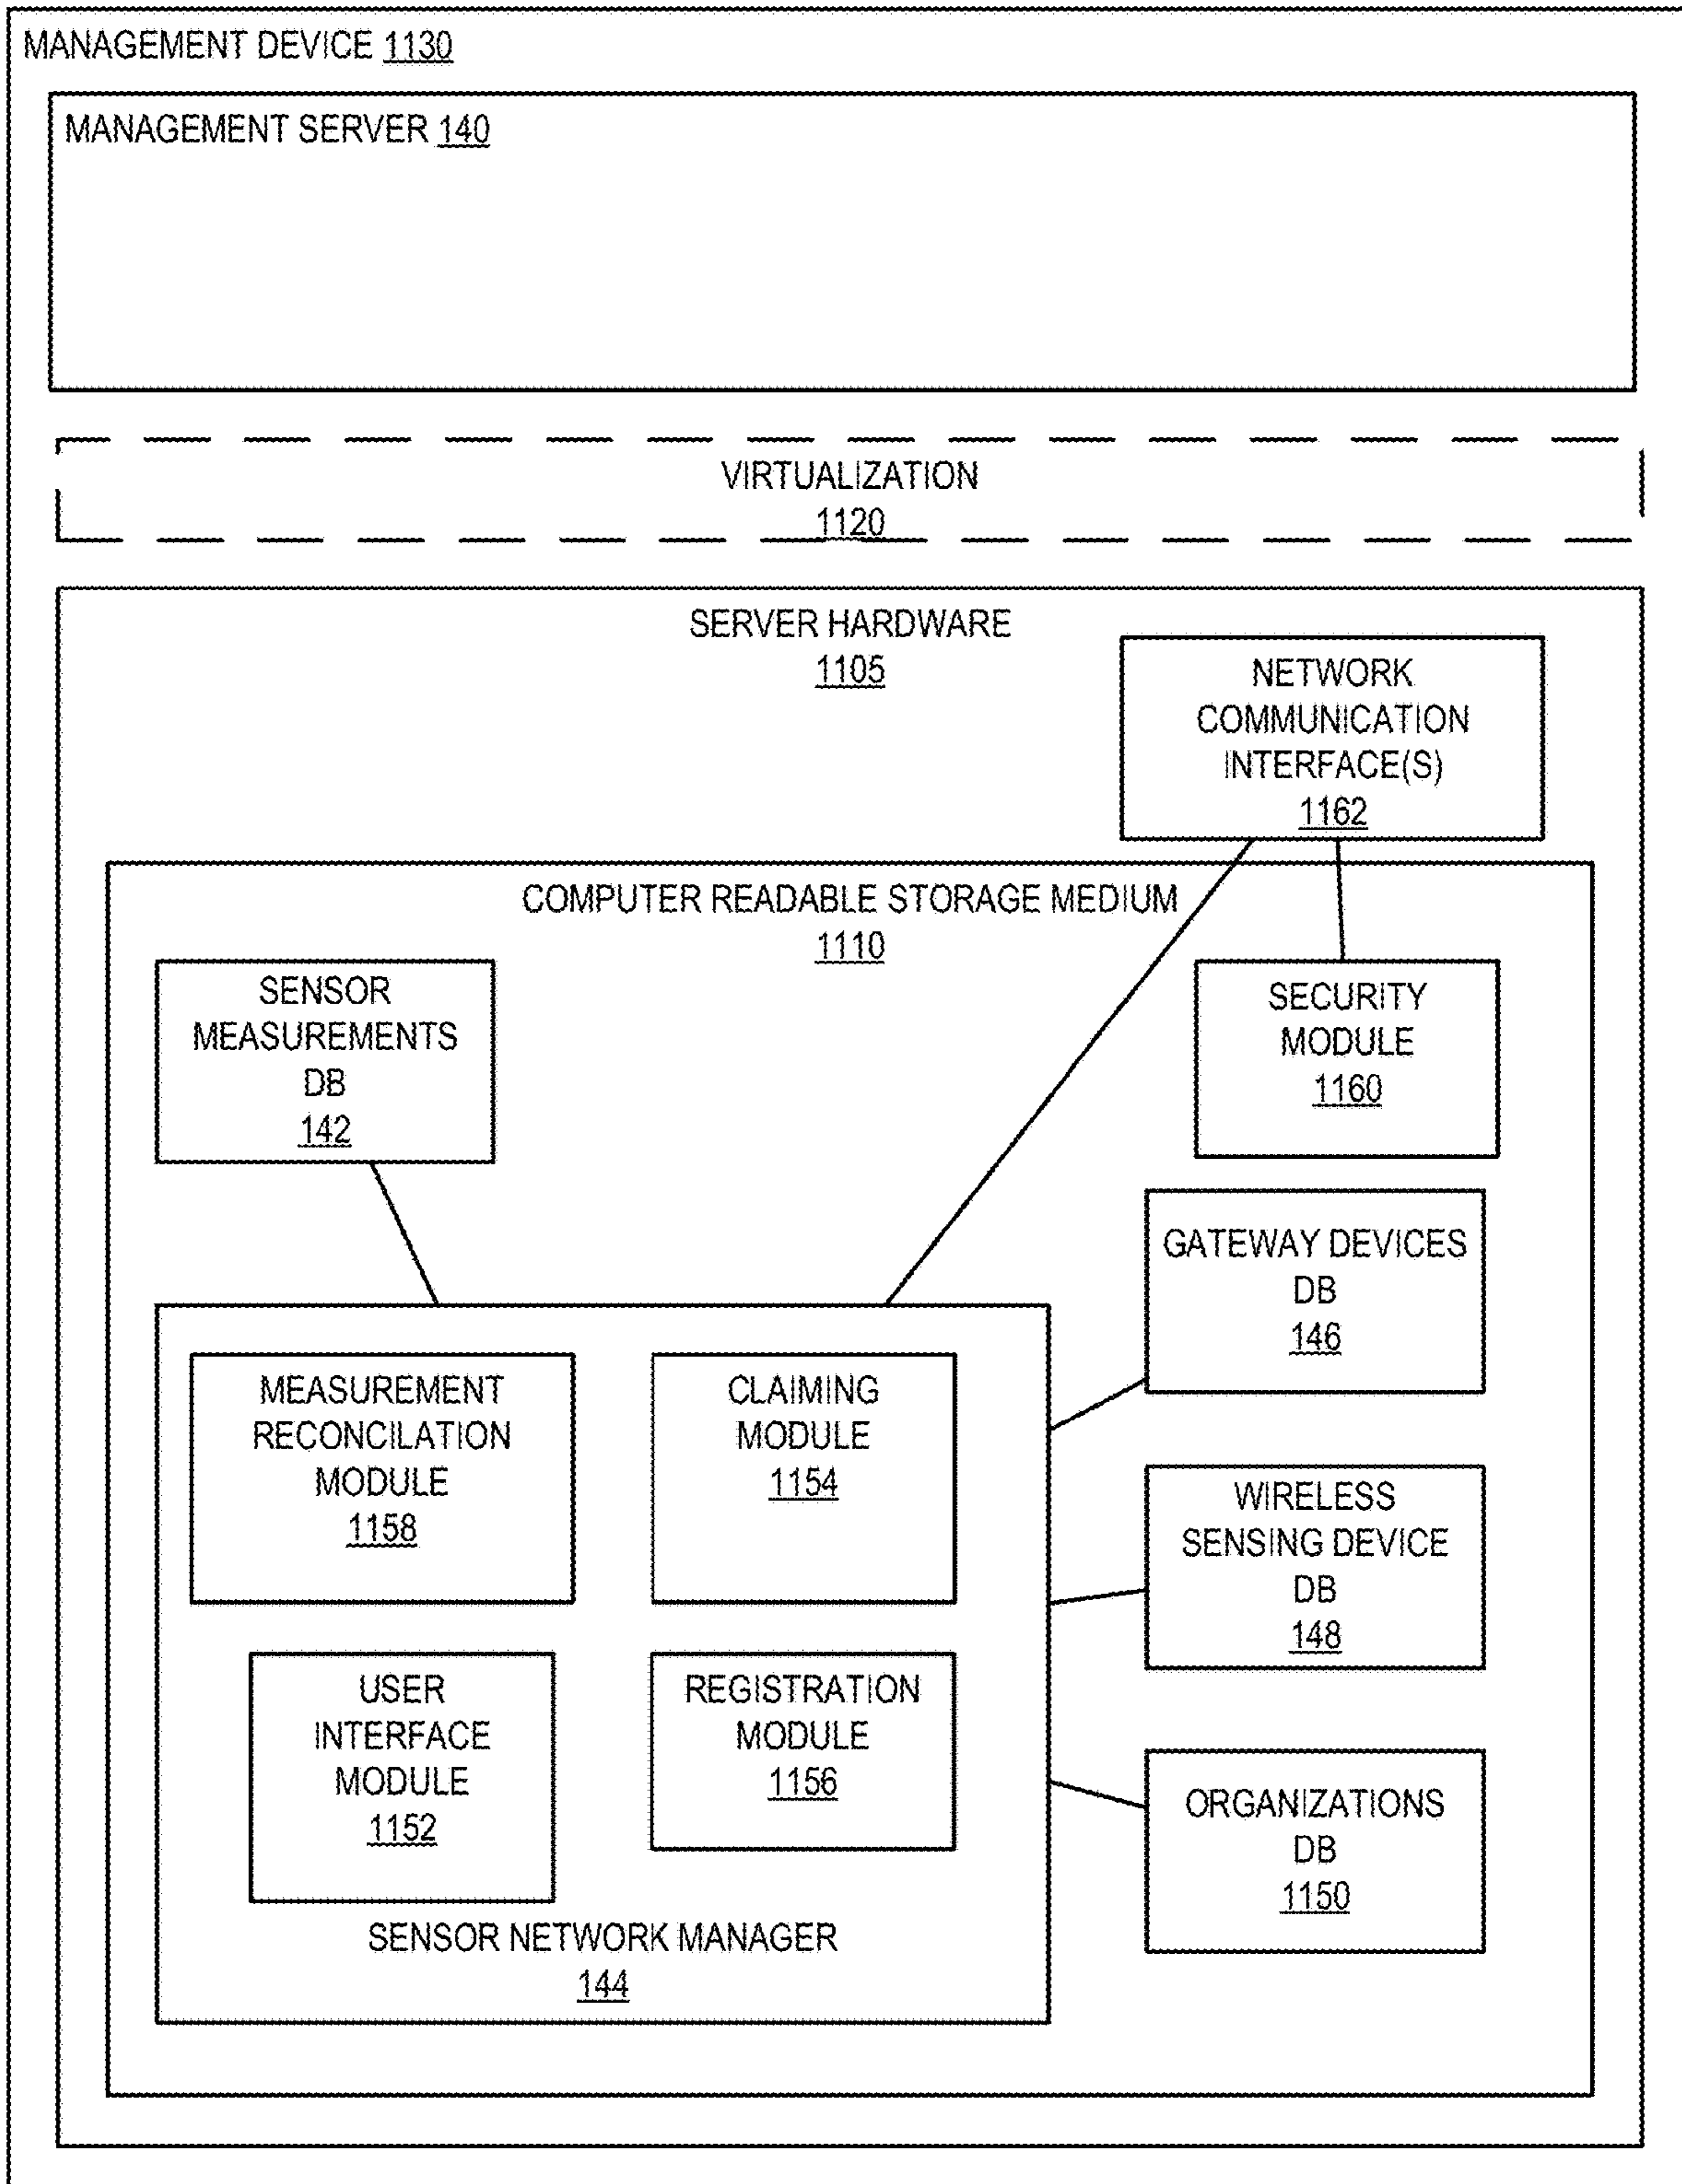 MANAGEMENT DEVICE 1130
MANAGEMENT SERVER 140
VIRTUALIZATION
1120
SERVER HARDWARE
1105
NETWORK
COMMUNICATION
INTERFACE(S)
1162
COMPUTER READABLE STORAGE MEDIUM
1110
SENSOR
MEASUREMENTS
DB
142
SECURITY
MODULE
1160
GATEWAY DEVICES
DB
146
MEASUREMENT
RECONCILATION
MODULE
1158
CLAIMING
MODULE
1154
WIRELESS
SENSING DEVICE
DB
148
USER
INTERFACE
MODULE
1152
REGISTRATION
MODULE
1156
ORGANIZATIONS
DB
1150
SENSOR NETWORK MANAGER
144